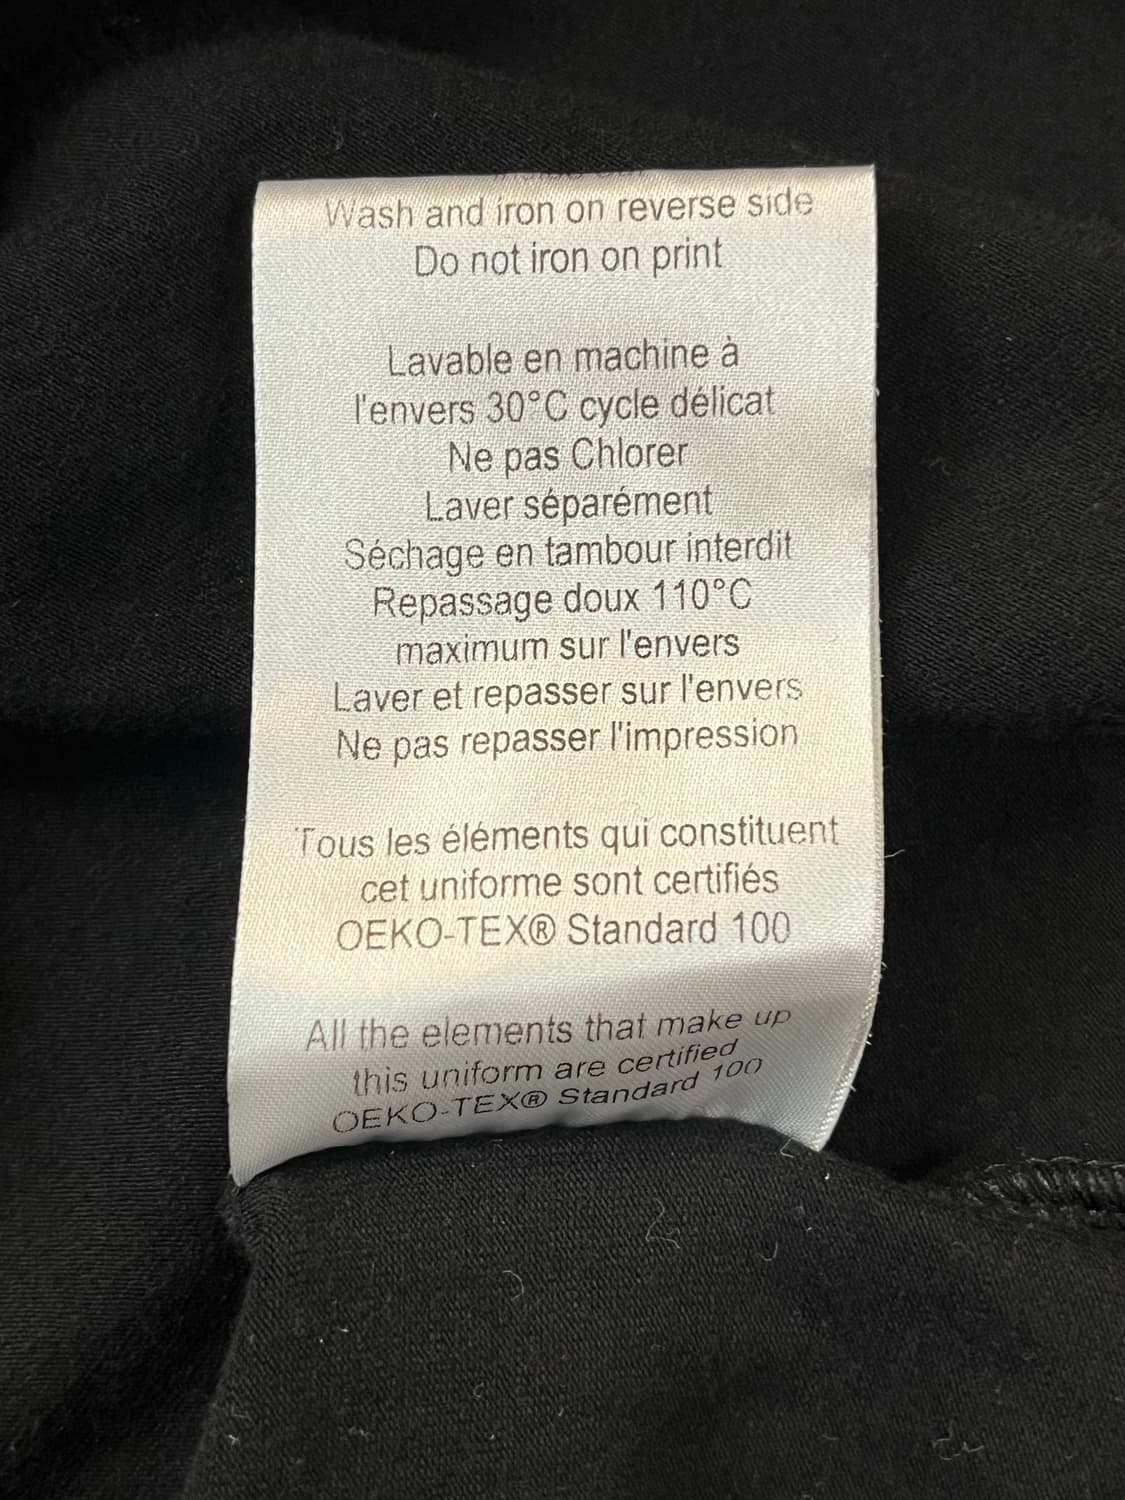 Wash and iron on reverse side
Do not iron on print
Lavable en machine à
l'envers 30°C cycle délicat
Ne pas Chlorer
Laver séparément
Séchage en tambour interdit
Repassage doux 110°C
maximum sur l'envers
Laver et repasser sur l'envers
Ne pas repasser l'impression
Tous les éléments qui constituent
cet uniforme sont certifiés
OEKO-TEX® Standard 100
All the elements that make up
this uniform are certified
OEKO-TEX® Standard 100